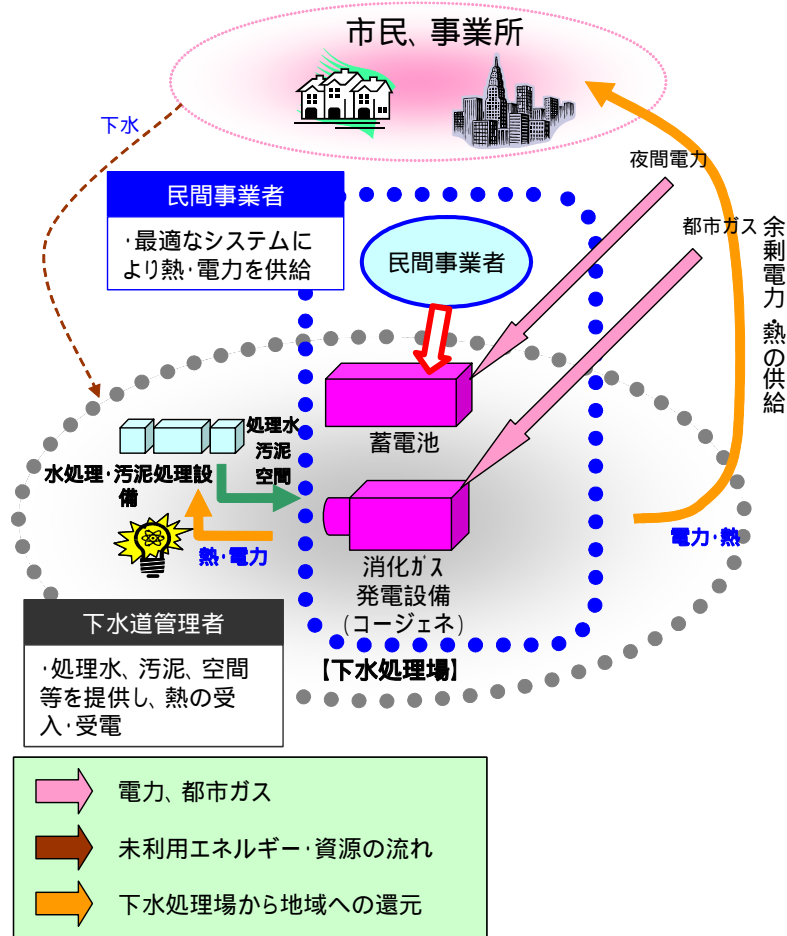 市民、事業所
下水
夜間電力
都市ガス
余剰電力・熱の供給
民間事業者
・最適なシステムに
より熱・電力を供給
民間事業者
蓄電池
処理水
汚泥
空間
水処理・汚泥処理設
備
熱・電力
消化ガス
発電設備
(コージェネ)
電力・熱
【下水処理場】
下水道管理者
・処理水、汚泥、空間
等を提供し、熱の受
入・受電
電力、都市ガス
未利用エネルギー・資源の流れ
下水処理場から地域への還元